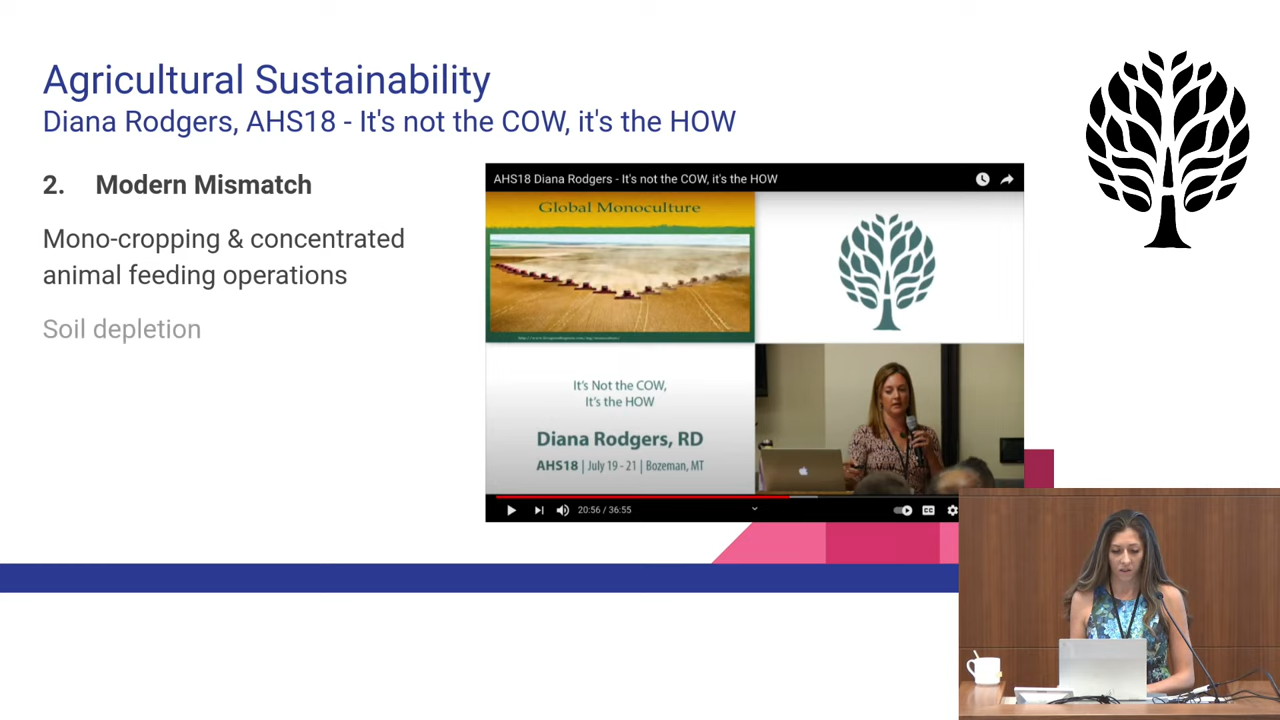 Agricultural Sustainability
Diana Rodgers, AHS18 - It's not the COW, it's the HOW
2. Modern Mismatch
Mono-cropping & concentrated
animal feeding operations
Soil depletion
AHS18 Diana Rodgers - It's not the COW, it's the HOW
Global Monoculture
It's Not the COW,
It's the HOW
Diana Rodgers, RD
AHS18 | July 19 - 21 | Bozeman, MT
20:56 / 36:55
CC